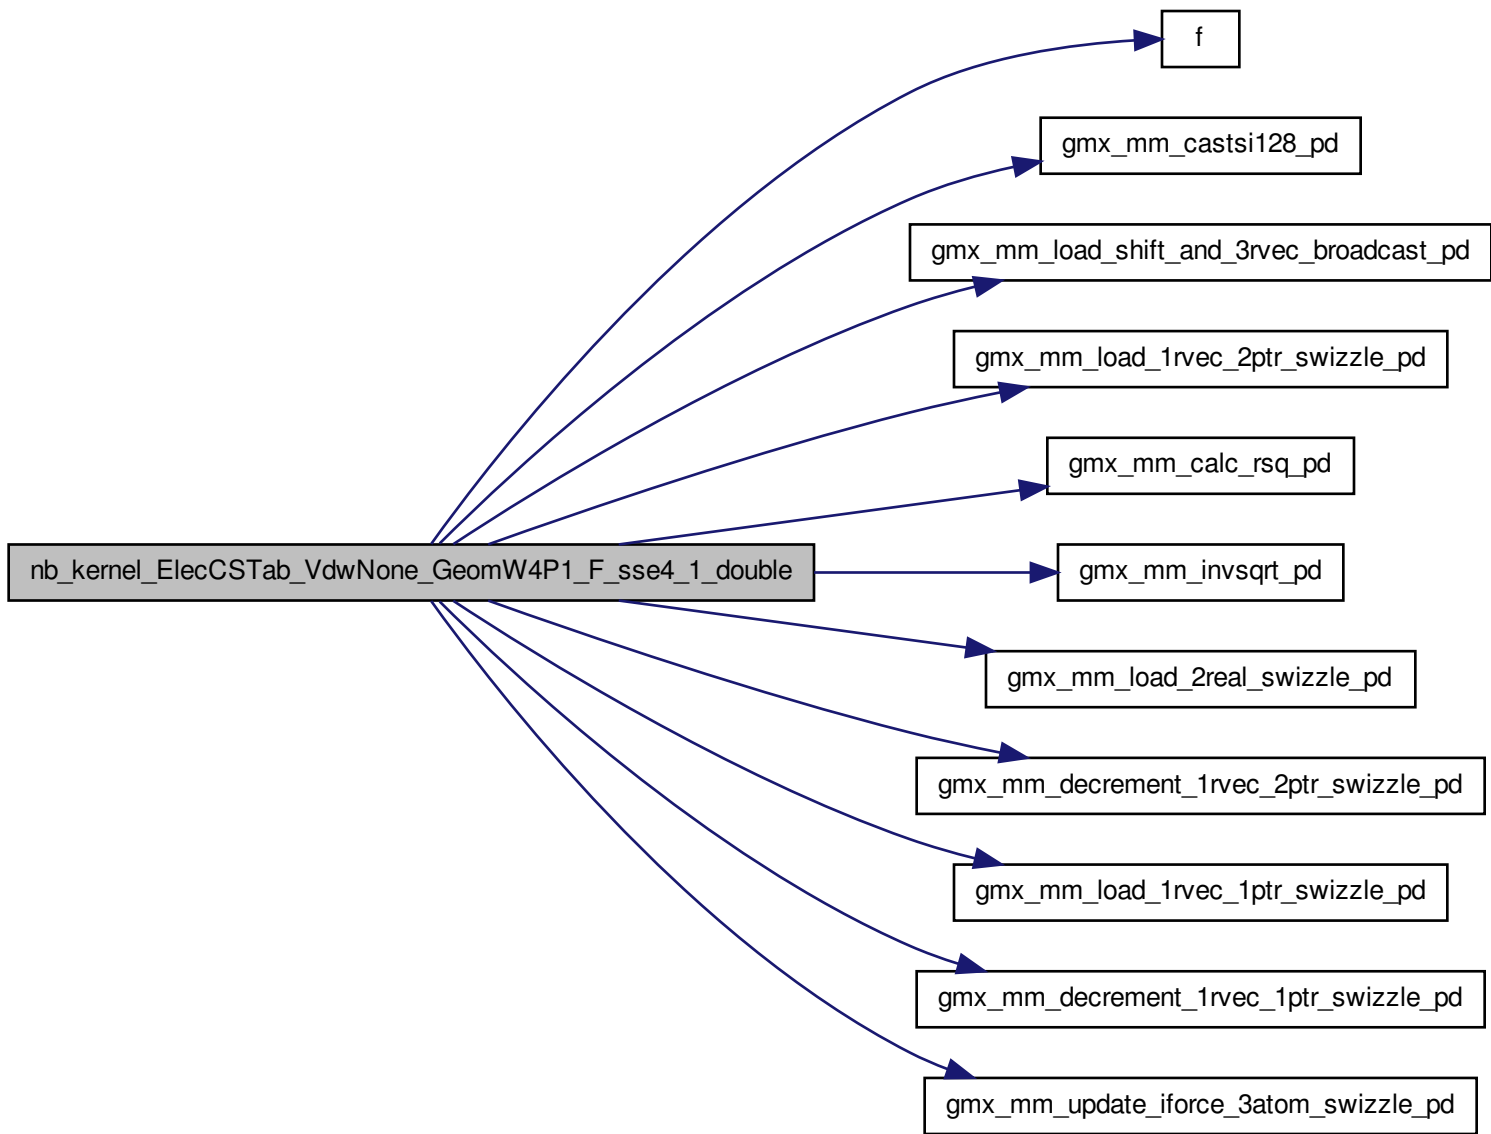 f
gmx_mm_castsi128_pd
gmx_mm_load_shift_and_3rvec_broadcast_pd
gmx_mm_load_1rvec_2ptr_swizzle_pd
gmx_mm_calc_rsq_pd
nb_kernel_ElecCSTab_VdwNone_GeomW4P1_F_sse4_1_double
gmx_mm_invsqrt_pd
gmx_mm_load_2real_swizzle_pd
gmx_mm_decrement_1rvec_2ptr_swizzle_pd
gmx_mm_load_1rvec_1ptr_swizzle_pd
gmx_mm_decrement_1rvec_1ptr_swizzle_pd
gmx_mm_update_iforce_3atom_swizzle_pd